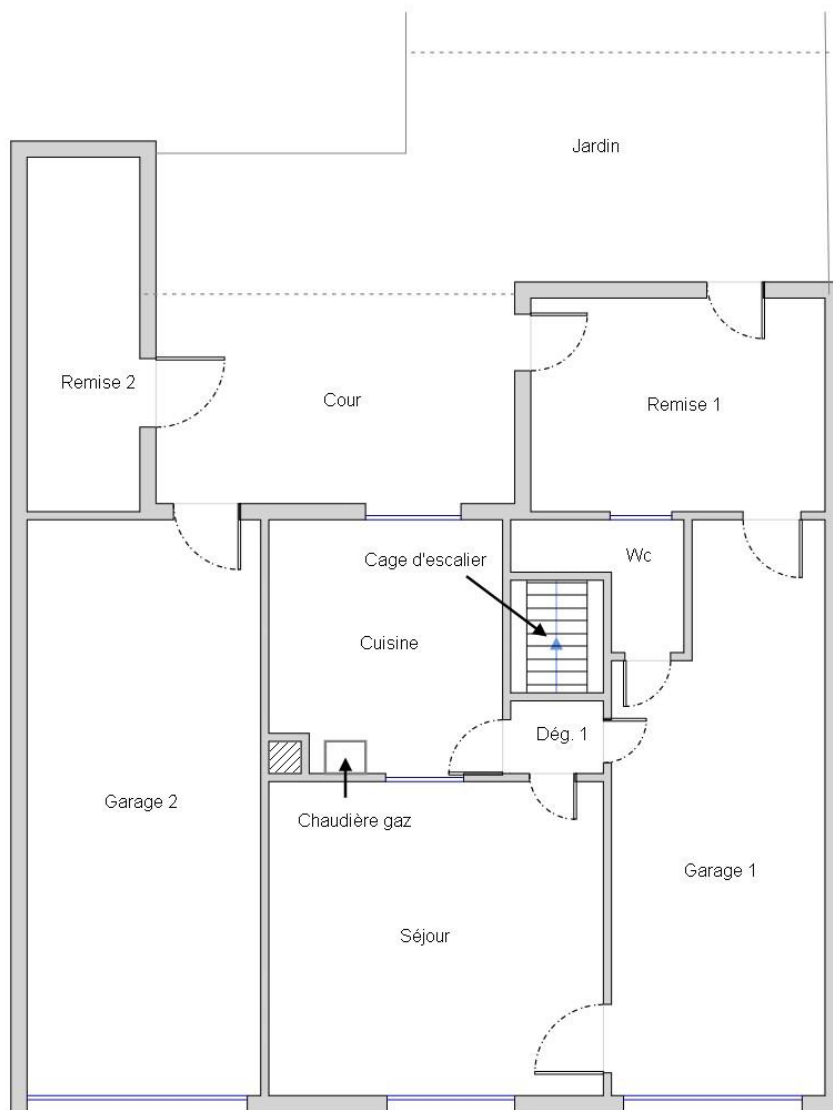 Jardin
Remise 2
Cour
Remise 1
Cage d'escalier
Wc
Cuisine
Dég. 1
Garage 2
Chaudière gaz
Garage 1
Séjour